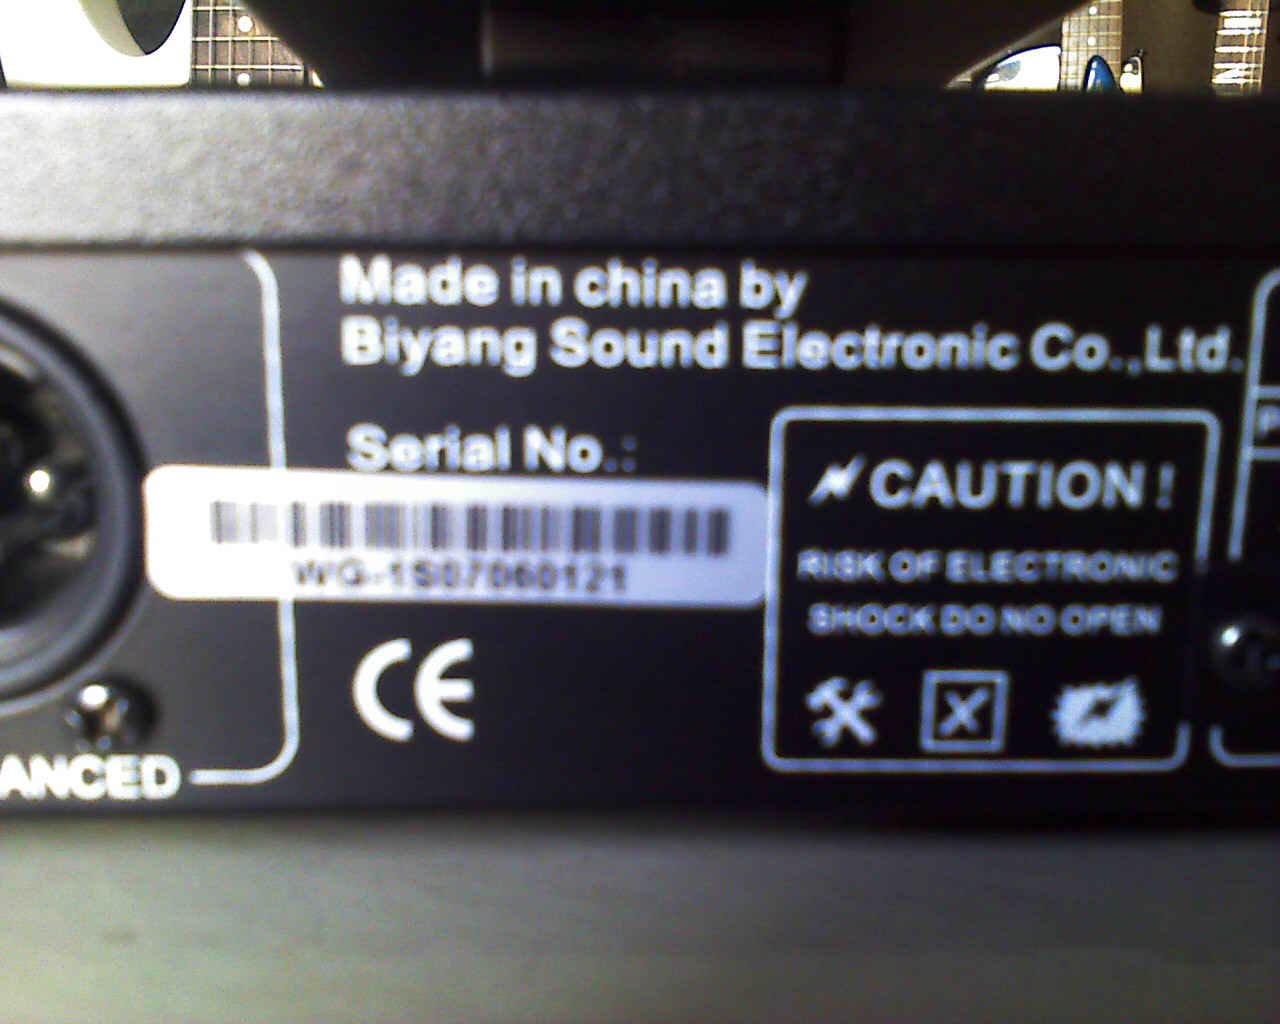 Made in china by
Biyang Sound Electronic Co.,Ltd.
Serial No.:
WG-1S07060121
CE
CAUTION !
RISK OF ELECTRONIC
SHOCK DO NO OPEN
ANCED
P